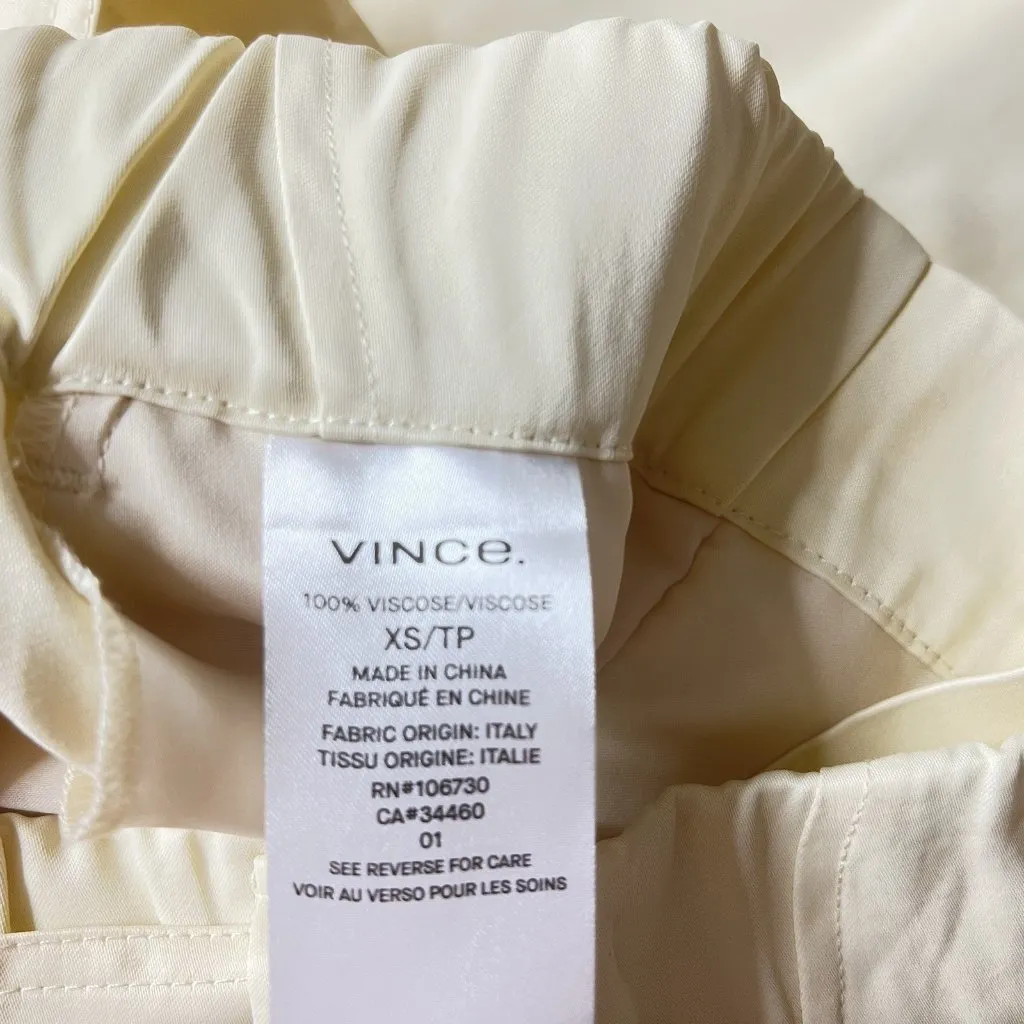 VINCE.
100% VISCOSE/VISCOSE
XS/TP
MADE IN CHINA
FABRIQUÉ EN CHINE
FABRIC ORIGIN: ITALY
TISSU ORIGINE: ITALIE
RN#106730
CA#34460
01
SEE REVERSE FOR CARE
VOIR AU VERSO POUR LES SOINS